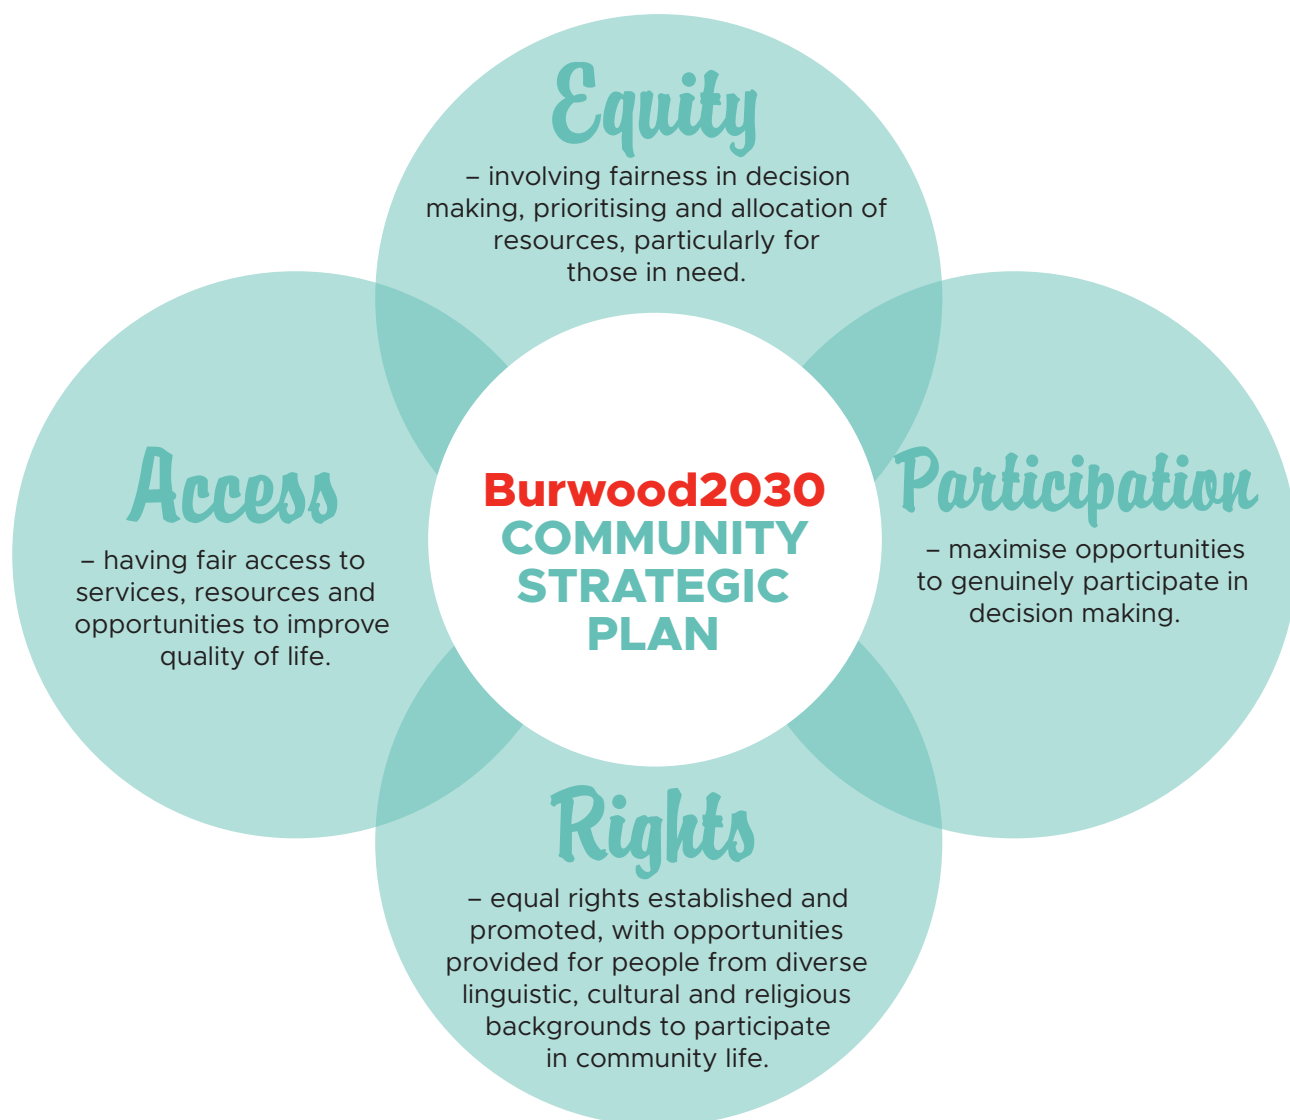 Equity
– involving fairness in decision
making, prioritising and allocation of
resources, particularly for
those in need.
Access
– having fair access to
services, resources and
opportunities to improve
quality of life.
Burwood2030
COMMUNITY
STRATEGIC
PLAN
Participation
– maximise opportunities
to genuinely participate in
decision making.
Rights
– equal rights established and
promoted, with opportunities
provided for people from diverse
linguistic, cultural and religious
backgrounds to participate
in community life.